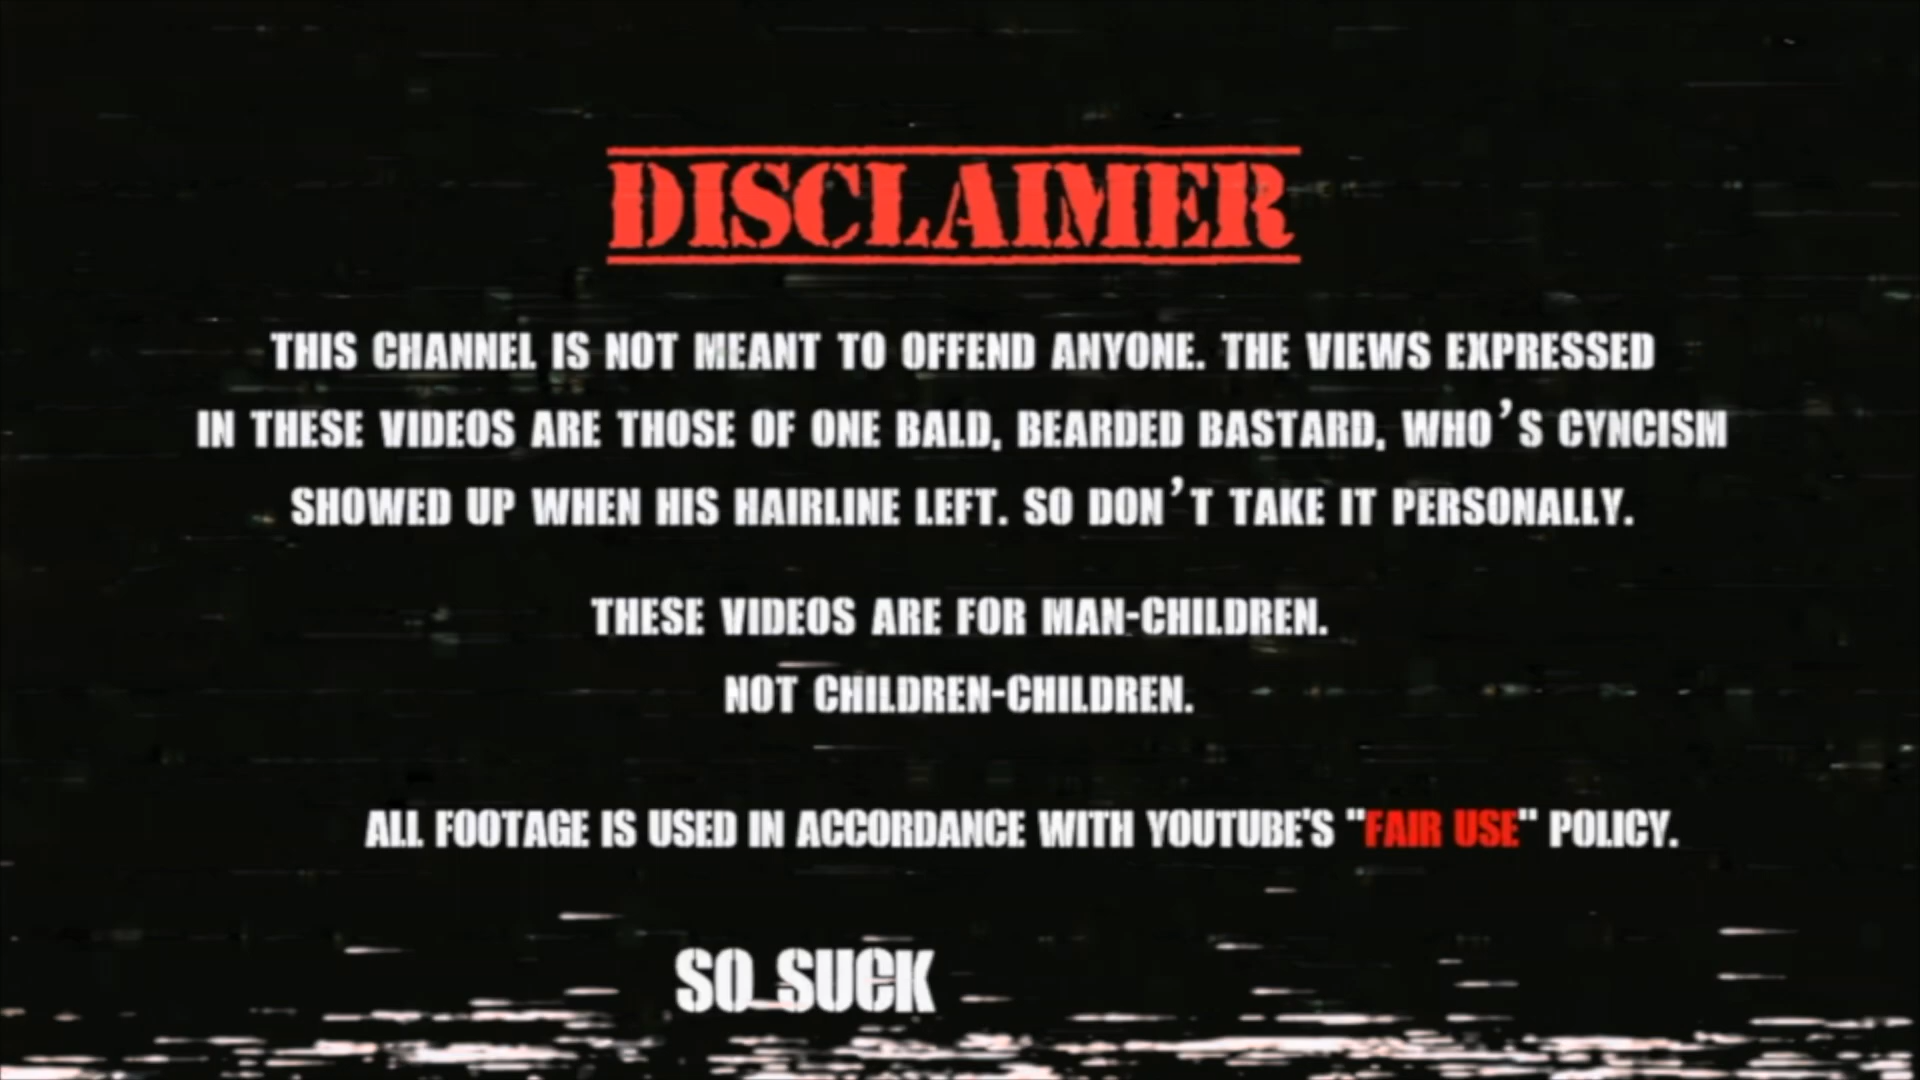 DISCLAIMER
THIS CHANNEL IS NOT MEANT TO OFFEND ANYONE. THE VIEWS EXPRESSED
IN THESE VIDEOS ARE THOSE OF ONE BALD, BEARDED BASTARD, WHO'S CYNCISM
SHOWED UP WHEN HIS HAIRLINE LEFT. SO DON'T TAKE IT PERSONALLY.
THESE VIDEOS ARE FOR MAN-CHILDREN.
NOT CHILDREN-CHILDREN.
ALL FOOTAGE IS USED IN ACCORDANCE WITH YOUTUBE'S "FAIR USE" POLICY.
SO SUCK